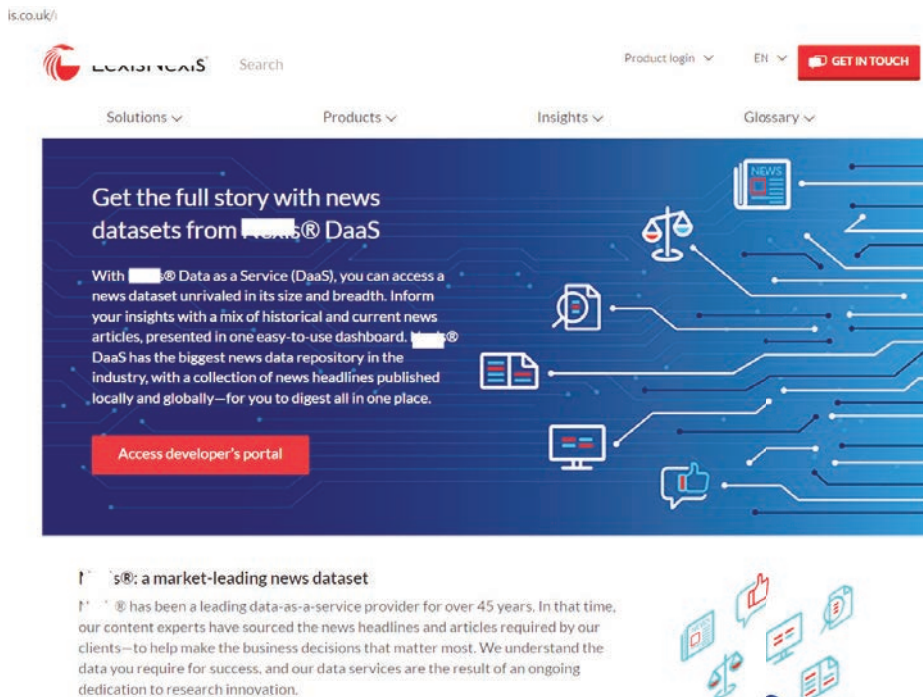 is.co.uk/
Search
Product login
EN
GET IN TOUCH
Solutions
Products
Insights
Glossary
NEWS
Get the full story with news
datasets from s® DaaS
With s® Data as a Service (DaaS), you can access a
news dataset unrivaled in its size and breadth. Inform
your insights with a mix of historical and current news
articles, presented in one easy-to-use dashboard. ®
DaaS has the biggest news data repository in the
industry, with a collection of news headlines published
locally and globally—for you to digest all in one place.
Access developer's portal
s®: a market-leading news dataset
® has been a leading data-as-a-service provider for over 45 years. In that time,
our content experts have sourced the news headlines and articles required by our
clients—to help make the business decisions that matter most. We understand the
data you require for success, and our data services are the result of an ongoing
dedication to research innovation.